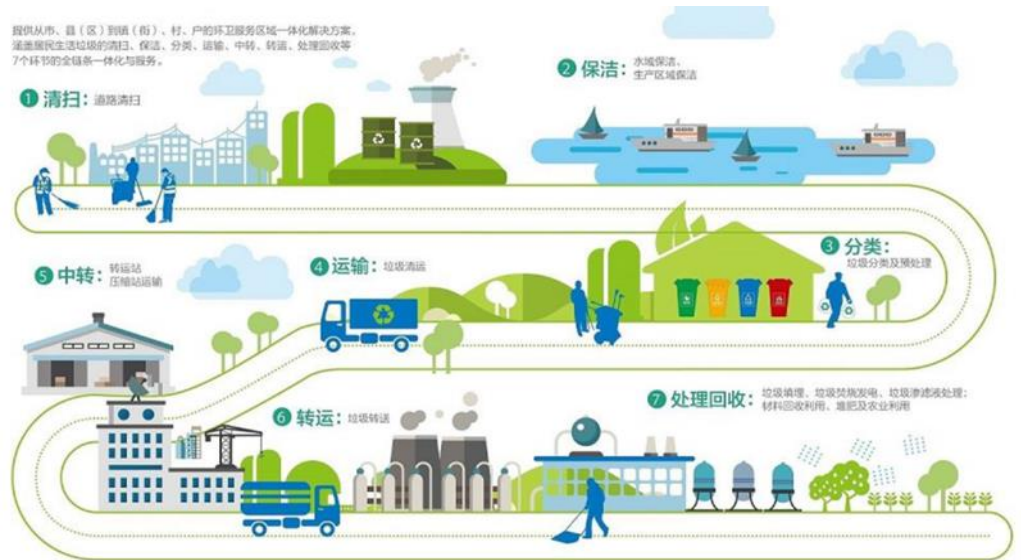 提供从市、县（区）到镇（街）、村、户的环卫服务区域一体化解决方案，
涵盖居民生活垃圾的清扫、保洁、分类、运输、中转、转运、处理回收等
7个环节的全链条一体化与服务。
1 清扫：道路清扫
2 保洁：水域保洁、
生产区域保洁
3 分类：
垃圾分类及预处理
4 运输：垃圾清运
5 中转：转运站
压缩站运输
6 转运：垃圾转送
7 处理回收：垃圾填埋、垃圾焚烧发电、垃圾渗滤液处理；
材料回收利用、堆肥及农业利用